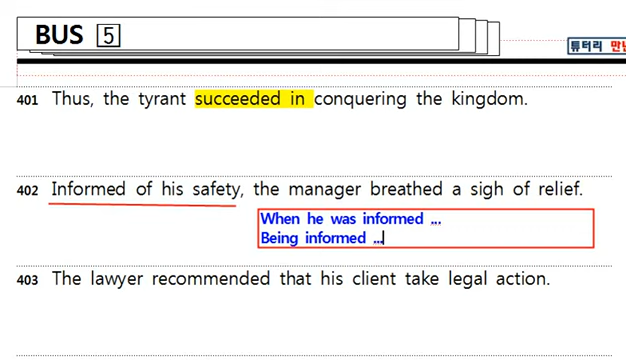 BUS 5
튜터리 만
401 Thus, the tyrant succeeded in conquering the kingdom.
402 Informed of his safety, the manager breathed a sigh of relief.
When he was informed ...
Being informed ...
403 The lawyer recommended that his client take legal action.